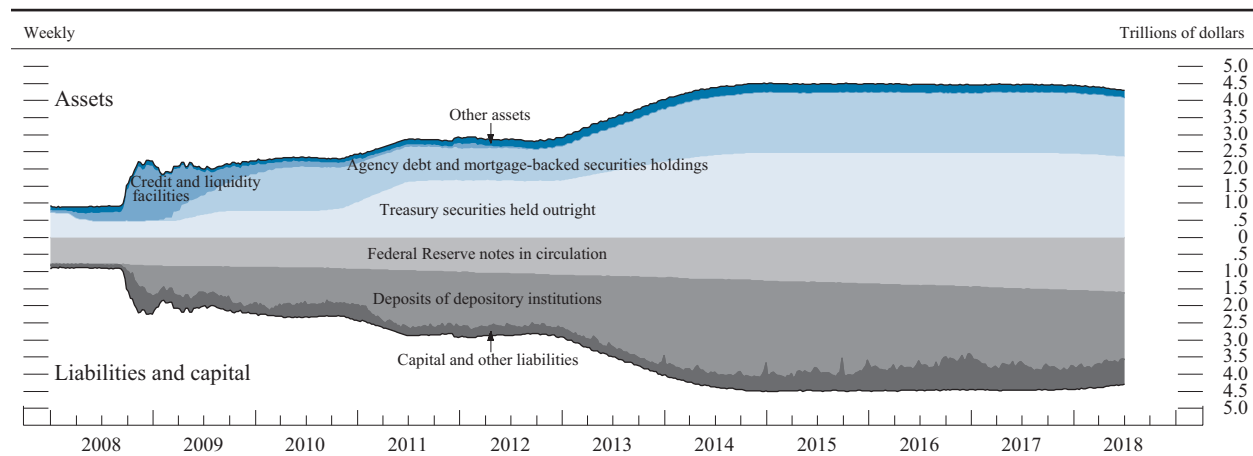 Weekly
Trillions of dollars
5.0
4.5
4.0
3.5
3.0
2.5
2.0
1.5
1.0
.5
0
.5
1.0
1.5
2.0
2.5
3.0
3.5
4.0
4.5
5.0
Assets
Other assets
Agency debt and mortgage-backed securities holdings
Credit and liquidity
facilities
Treasury securities held outright
Federal Reserve notes in circulation
Deposits of depository institutions
Capital and other liabilities
Liabilities and capital
2008 2009 2010 2011 2012 2013 2014 2015 2016 2017 2018